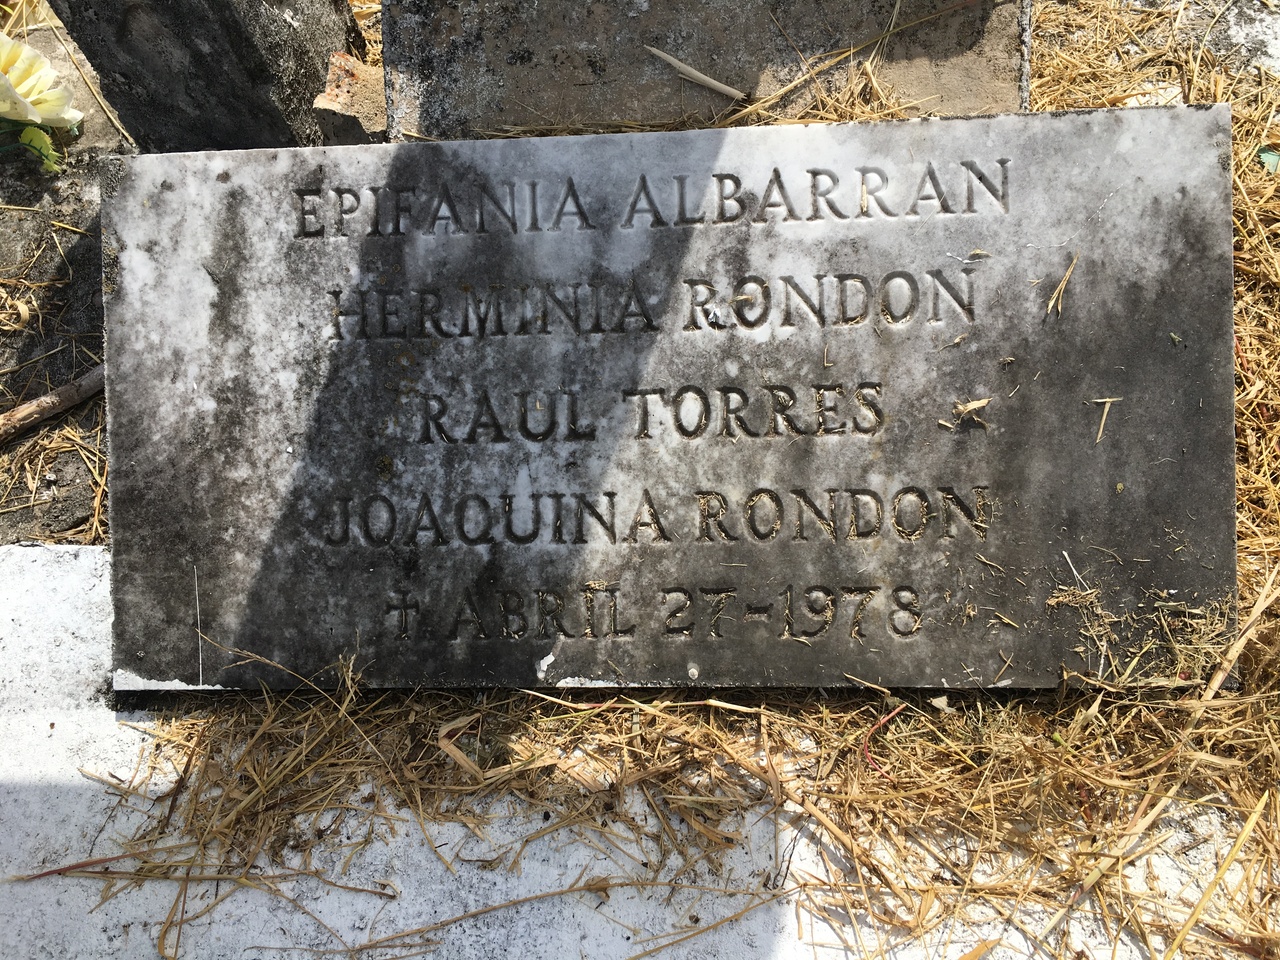 EPIFANIA ALBARRAN
HERMINIA RONDON
RAUL TORRES
JOAQUINA RONDON
† ABRIL 27-1978